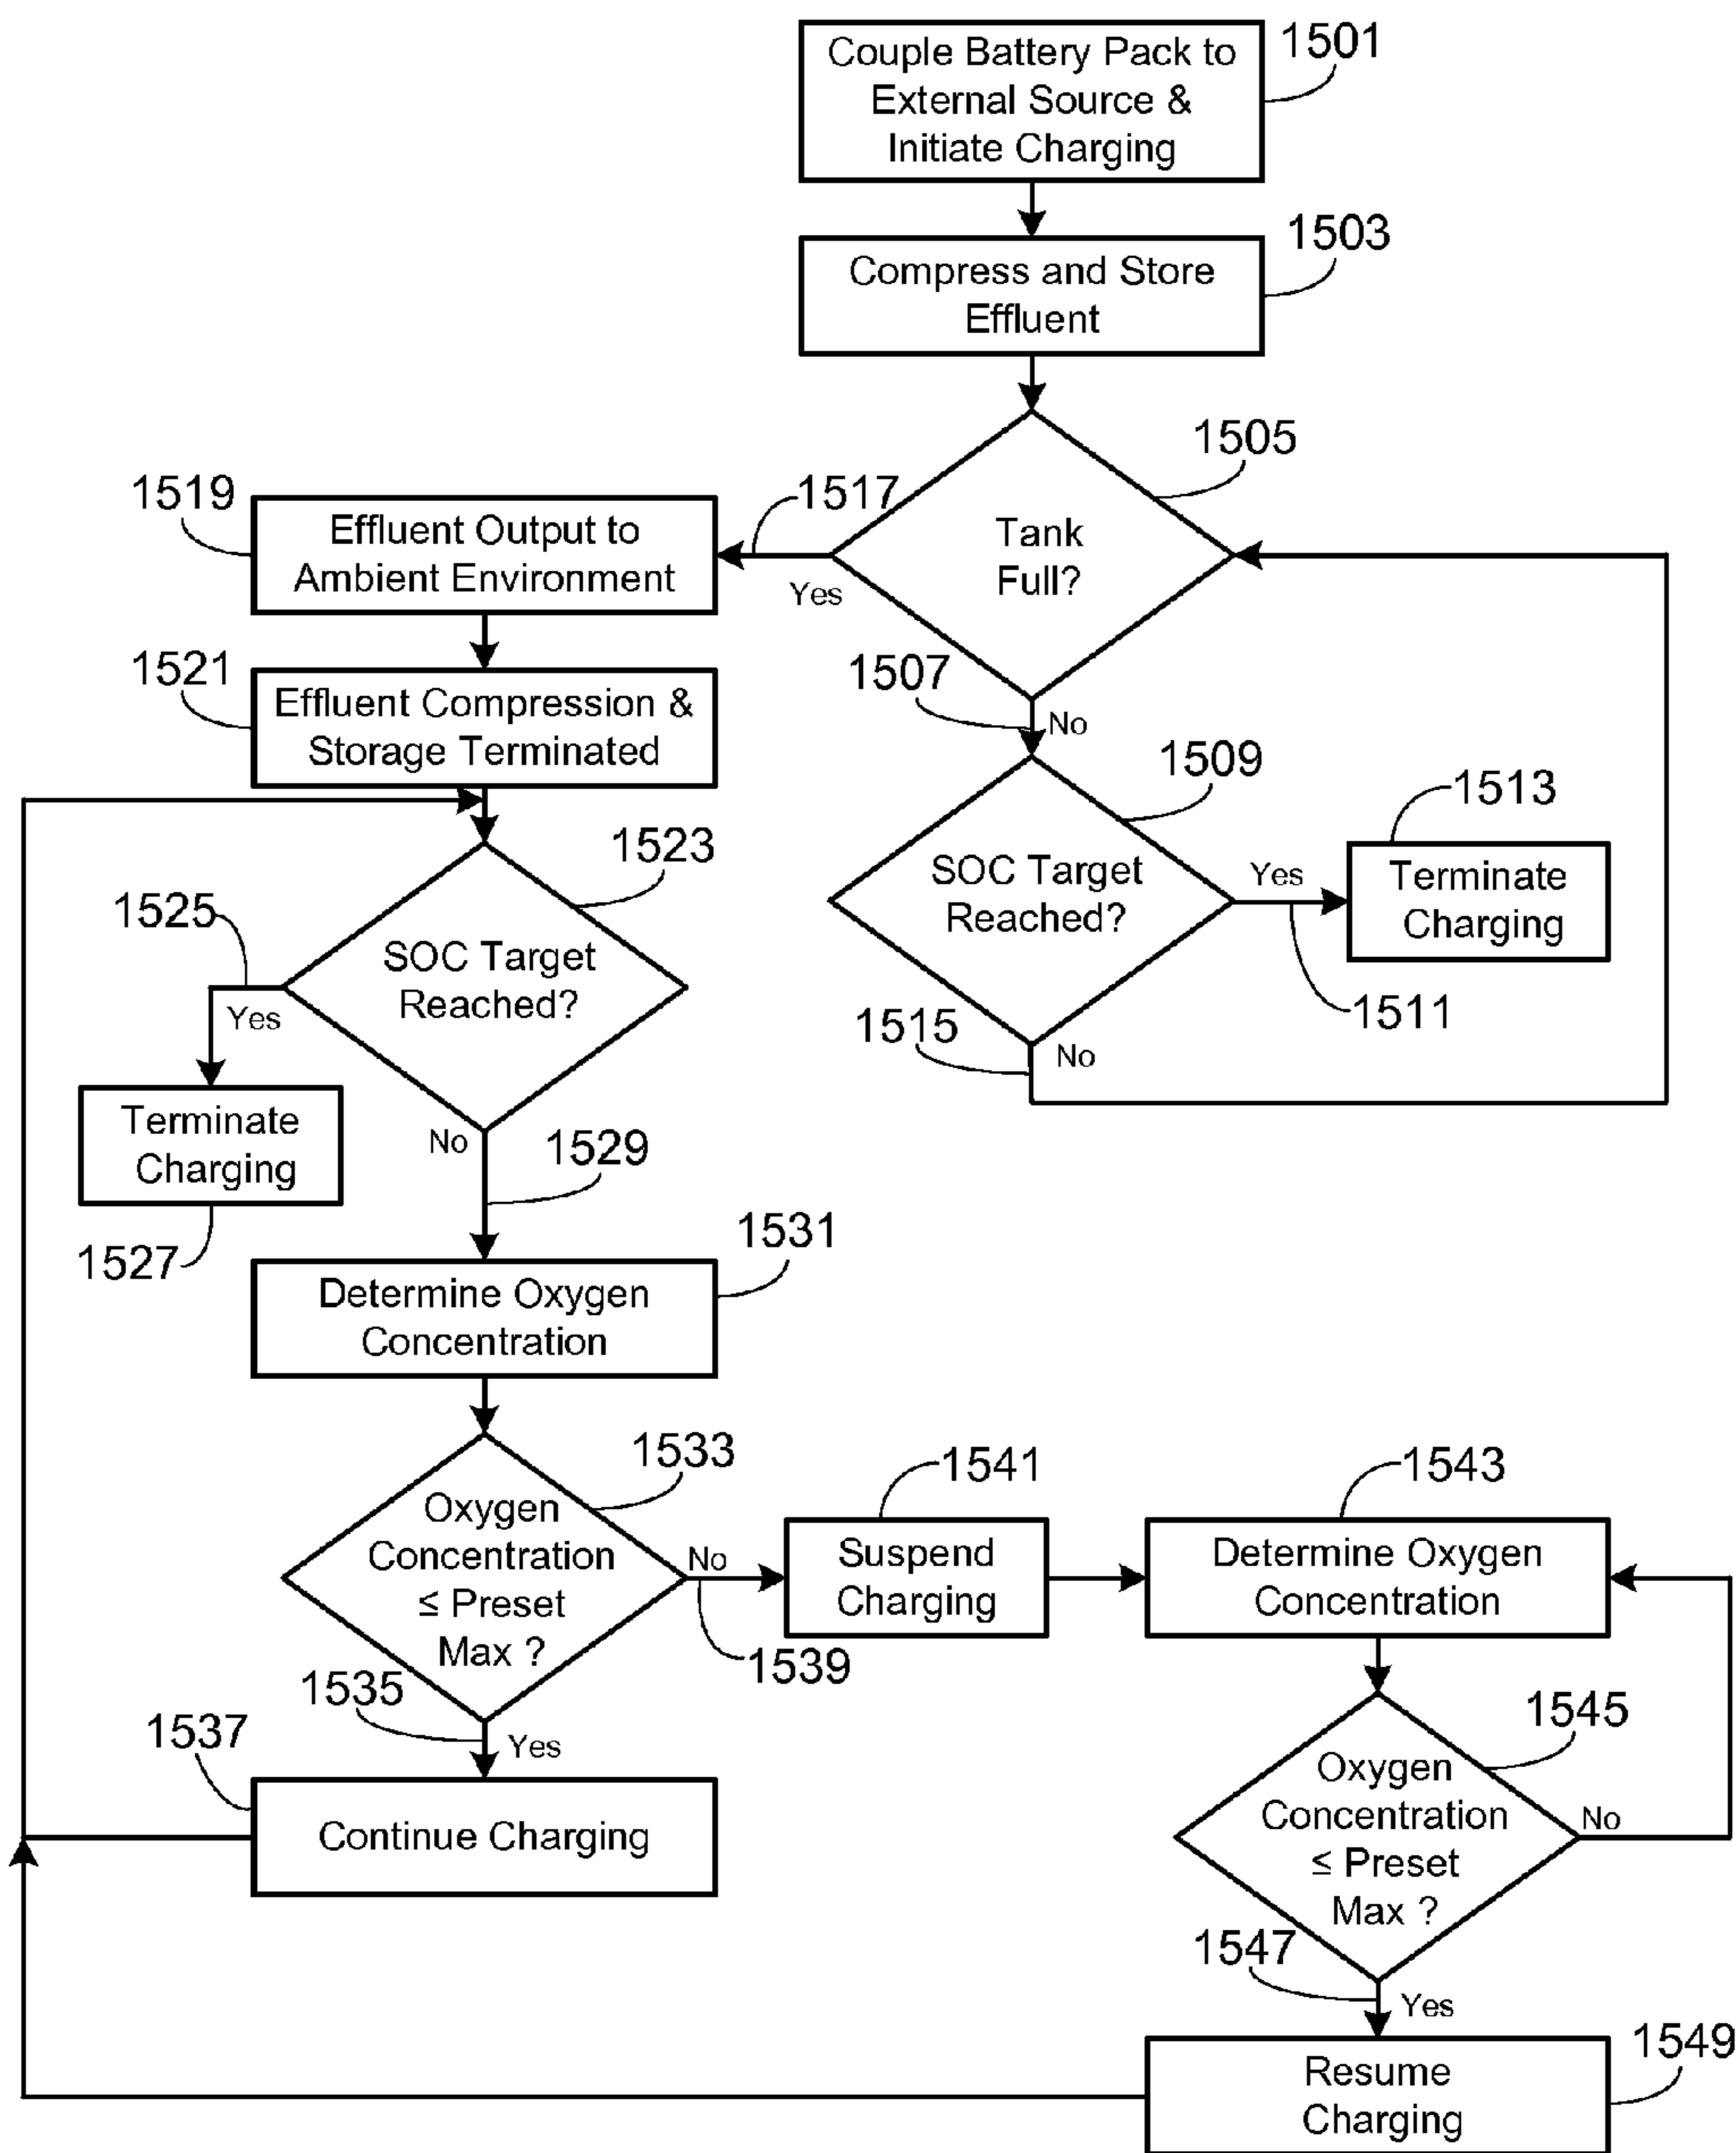 Couple Battery Pack to
External Source &
Initiate Charging
1501
Compress and Store
Effluent
1503
Tank
Full?
1505
1517
Yes
1519
Effluent Output to
Ambient Environment
1507
No
1521
Effluent Compression &
Storage Terminated
1509
SOC Target
Reached?
Yes
1511
1513
Terminate
Charging
1515
No
1523
SOC Target
Reached?
1525
Yes
Terminate
Charging
1527
No
1529
1531
Determine Oxygen
Concentration
1533
Oxygen
Concentration
≤ Preset
Max ?
No
1539
1541
Suspend
Charging
1543
Determine Oxygen
Concentration
1535
Yes
1537
Continue Charging
1545
Oxygen
Concentration
≤ Preset
Max ?
No
1547
Yes
1549
Resume
Charging